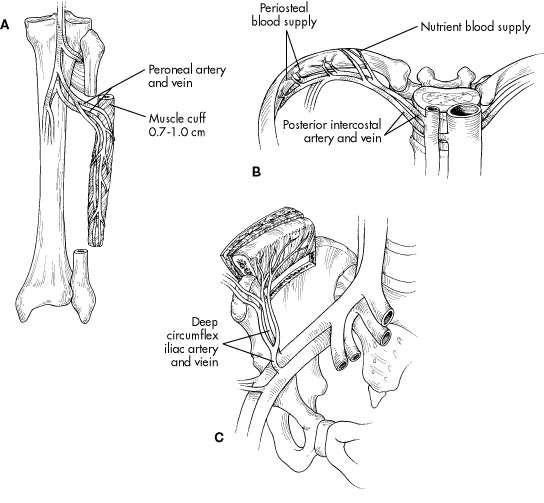 A
Peroneal artery
and vein
Muscle cuff
0.7-1.0 cm
Periosteal
blood supply
Nutrient blood supply
Posterior intercostal
artery and vein
B
Deep
circumflex
iliac artery
and viein
C